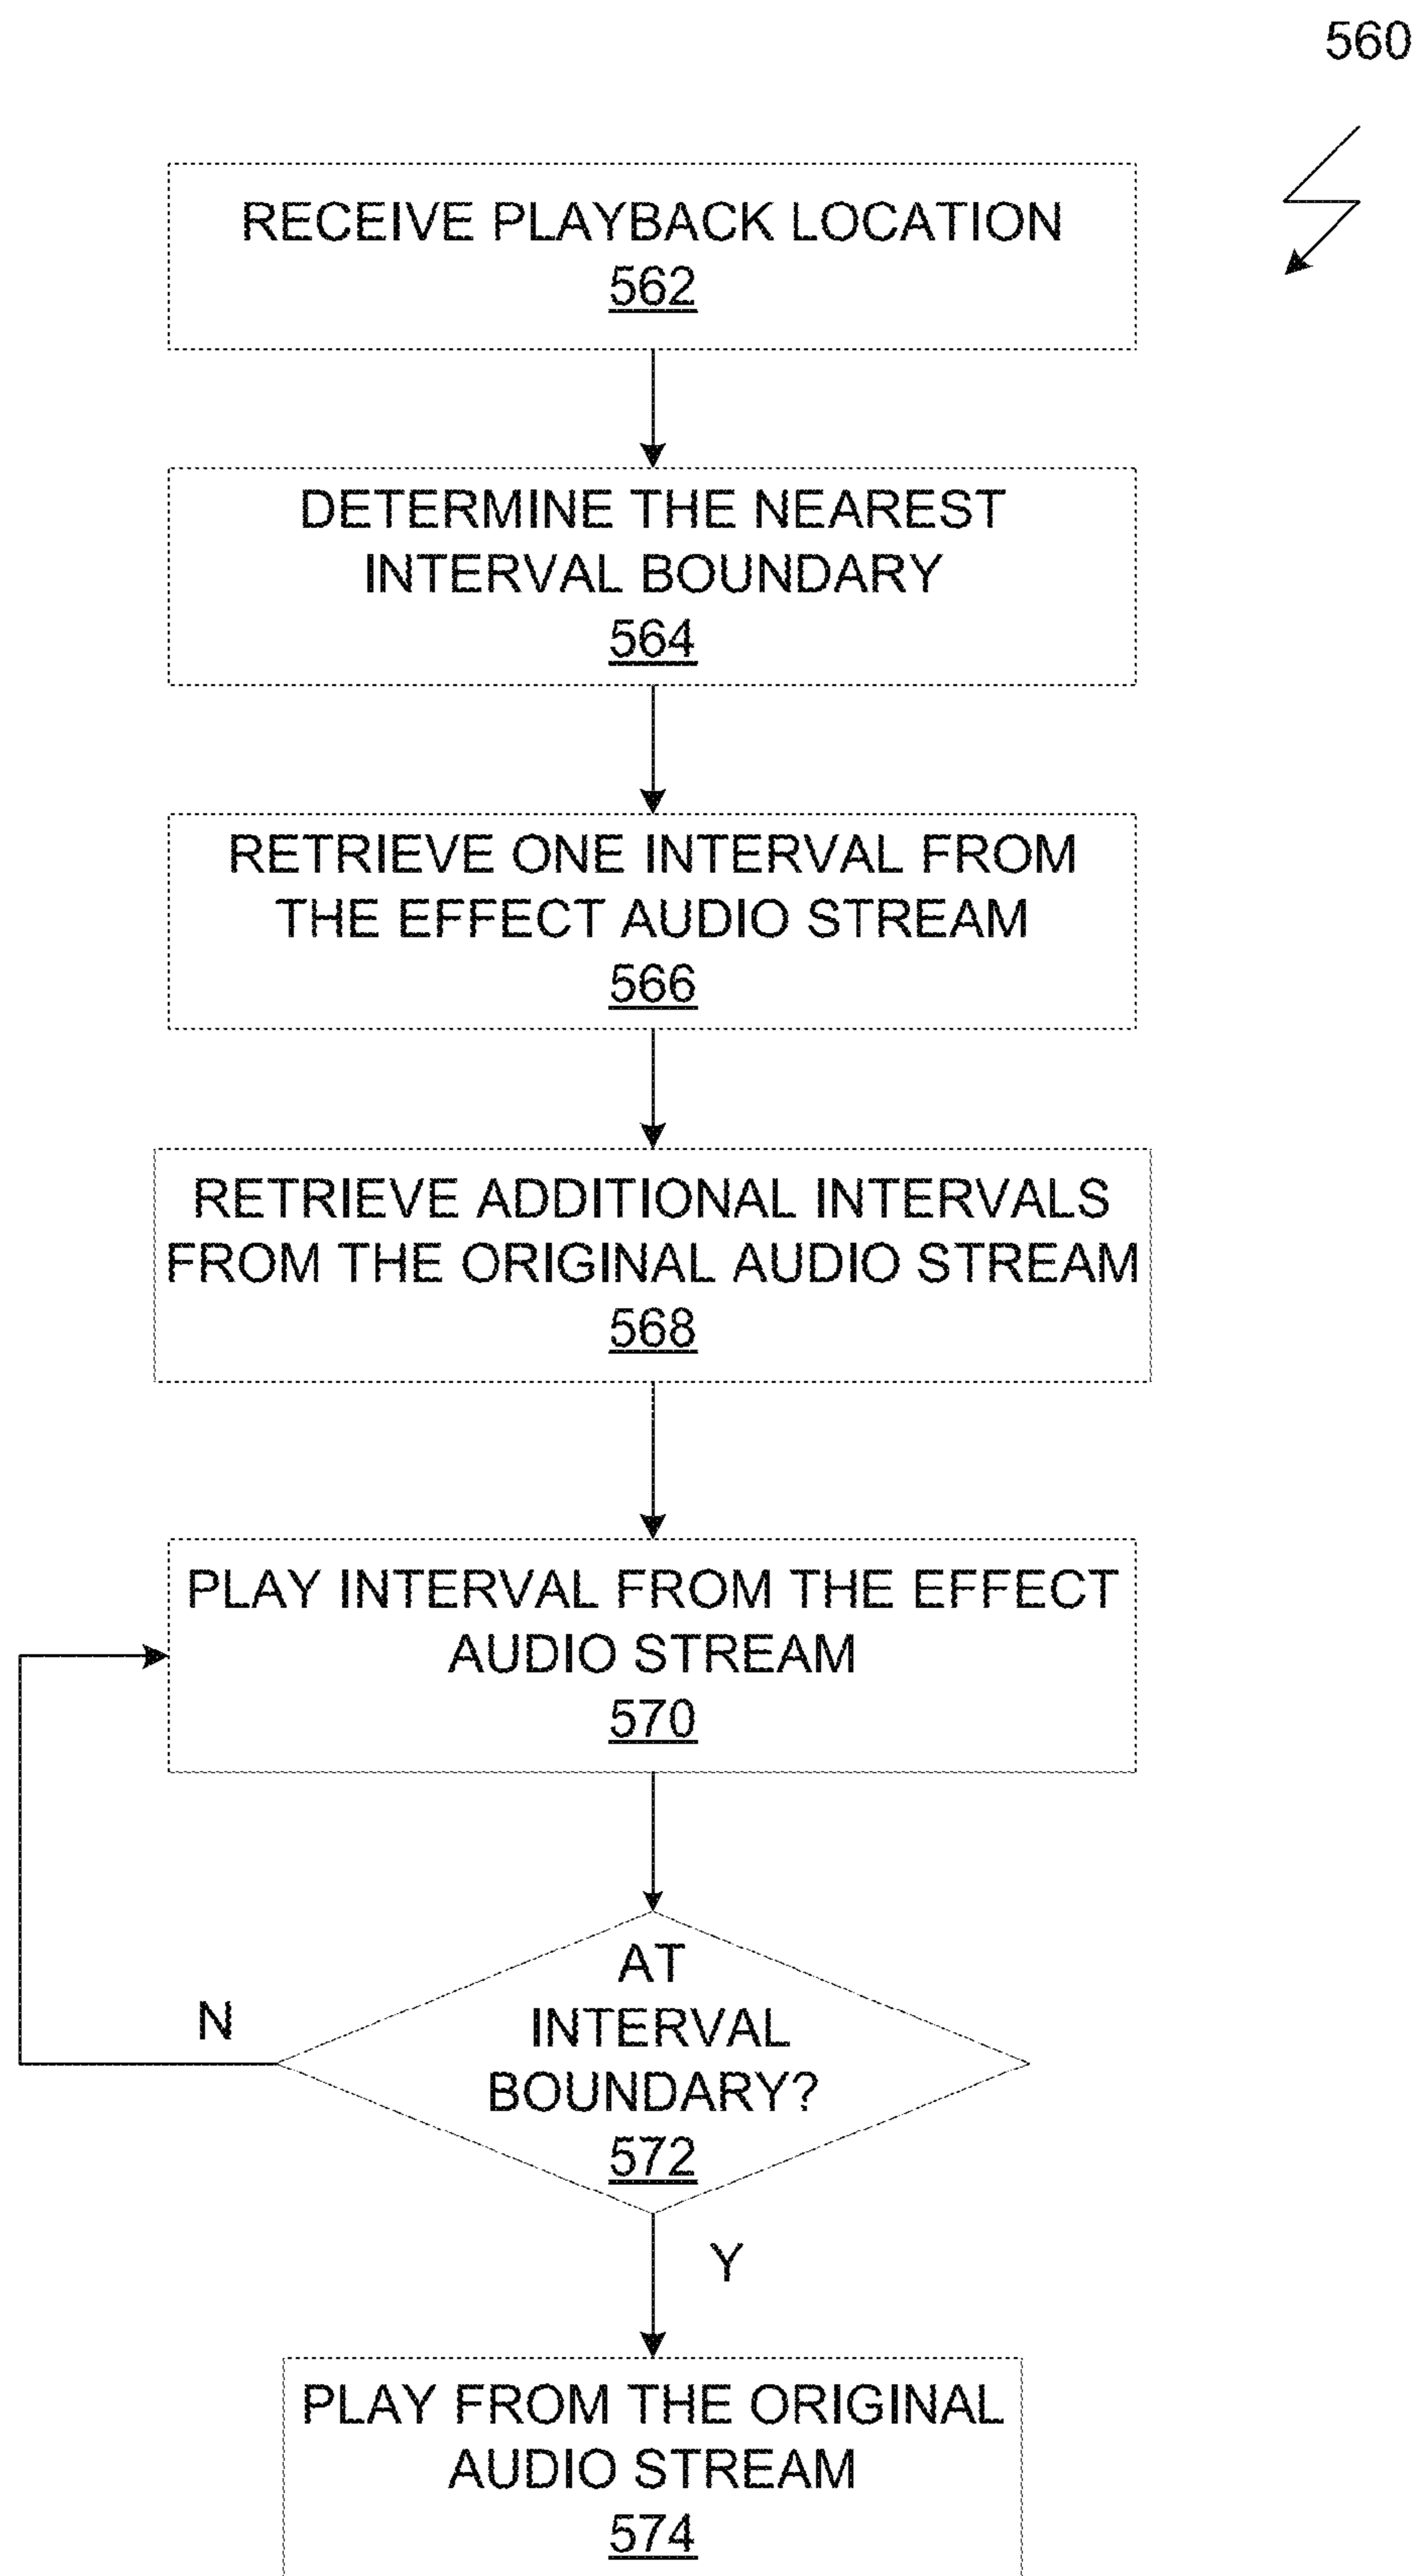 560
RECEIVE PLAYBACK LOCATION
562
DETERMINE THE NEAREST
INTERVAL BOUNDARY
564
RETRIEVE ONE INTERVAL FROM
THE EFFECT AUDIO STREAM
566
RETRIEVE ADDITIONAL INTERVALS
FROM THE ORIGINAL AUDIO STREAM
568
PLAY INTERVAL FROM THE EFFECT
AUDIO STREAM
570
AT
INTERVAL
BOUNDARY?
572
N
Y
PLAY FROM THE ORIGINAL
AUDIO STREAM
574